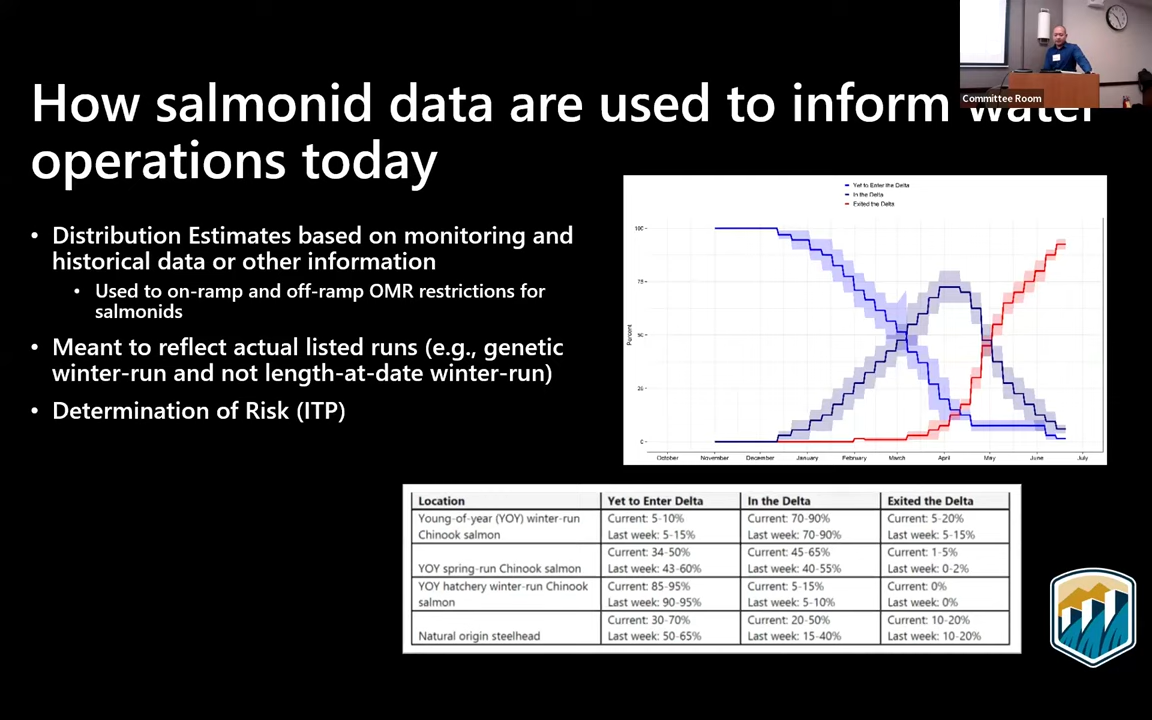 Committee Room
How salmonid data are used to inform water
operations today
• Distribution Estimates based on monitoring and
historical data or other information
• Used to on-ramp and off-ramp OMR restrictions for
salmonids
• Meant to reflect actual listed runs (e.g., genetic
winter-run and not length-at-date winter-run)
• Determination of Risk (ITP)
Yet to Enter the Delta
In the Delta
Exited the Delta
Percent
100
75
50
25
0
October November December January February March April May June July
Location Yet to Enter Delta In the Delta Exited the Delta
Young-of-year (YOY) winter-run Current: 5-10% Current: 70-90% Current: 5-20%
Chinook salmon Last week: 5-15% Last week: 70-90% Last week: 5-15%
Current: 34-50% Current: 45-65% Current: 1-5%
YOY spring-run Chinook salmon Last week: 43-60% Last week: 40-55% Last week: 0-2%
YOY hatchery winter-run Chinook Current: 85-95% Current: 5-15% Current: 0%
salmon Last week: 90-95% Last week: 5-10% Last week: 0%
Current: 30-70% Current: 20-50% Current: 10-20%
Natural origin steelhead Last week: 50-65% Last week: 15-40% Last week: 10-20%